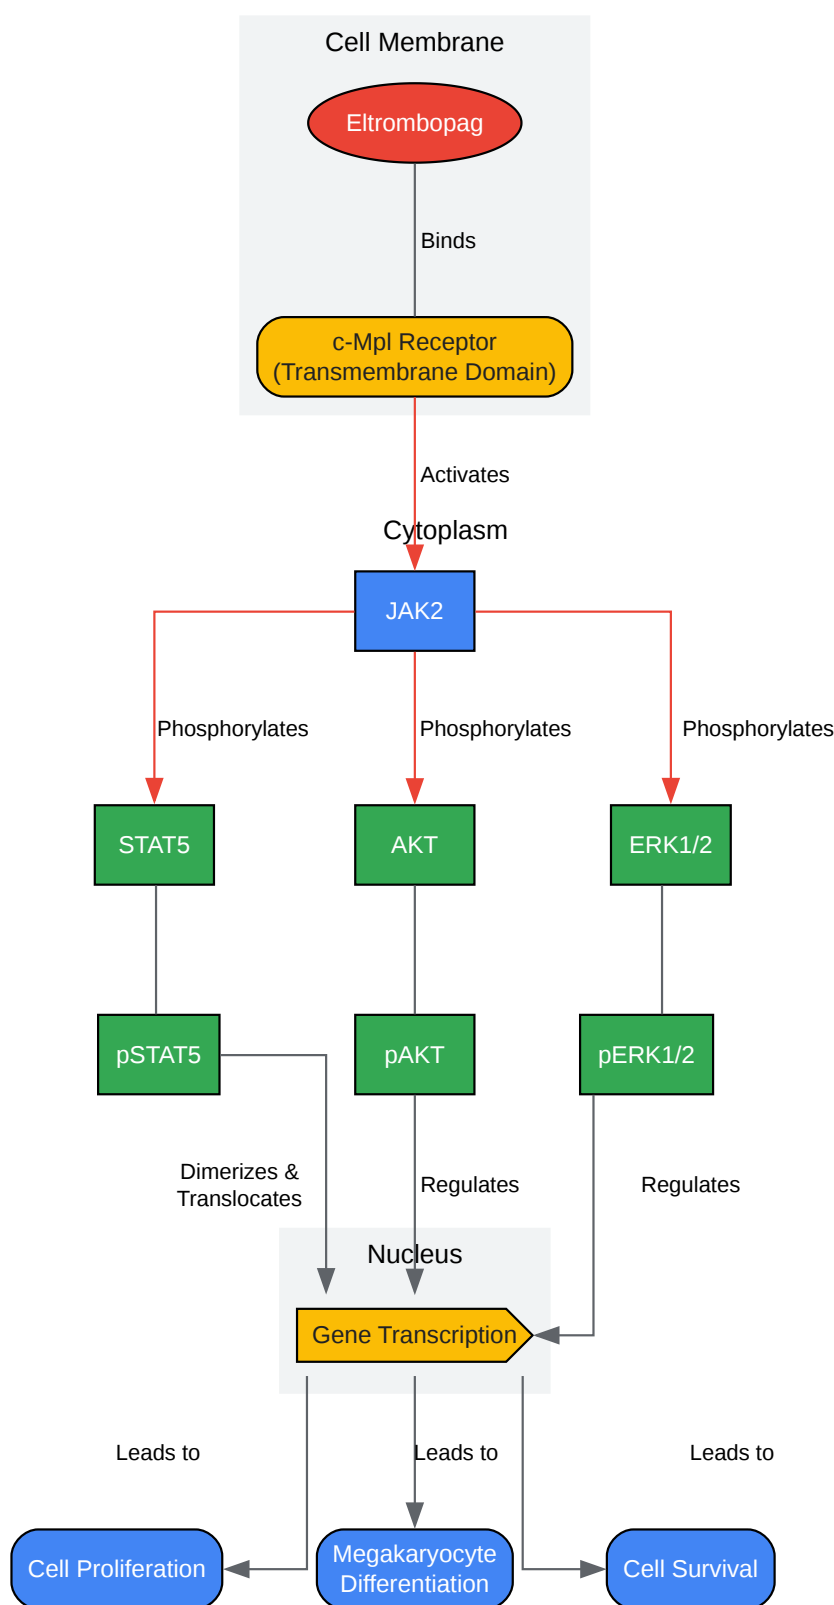 Cell Membrane
Eltrombopag
Binds
c-Mpl Receptor
(Transmembrane Domain)
Activates
Cytoplasm
JAK2
Phosphorylates
Phosphorylates
Phosphorylates
STAT5
AKT
ERK1/2
pSTAT5
pAKT
pERK1/2
Dimerizes &
Translocates
Regulates
Regulates
Nucleus
Gene Transcription
Leads to
Leads to
Leads to
Cell Proliferation
Megakaryocyte
Differentiation
Cell Survival